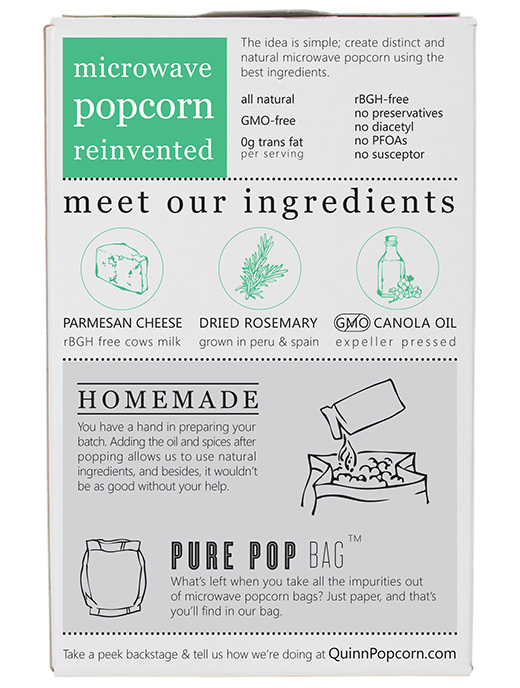 microwave
popcorn
reinvented
The idea is simple; create distinct and
natural microwave popcorn using the
best ingredients.
all natural
GMO-free
0g trans fat
per serving
rBGH-free
no preservatives
no diacetyl
no PFOAs
no susceptor
meet our ingredients
PARMESAN CHEESE
rBGH free cows milk
DRIED ROSEMARY
grown in peru & spain
GMO CANOLA OIL
expeller pressed
HOMEMADE
You have a hand in preparing your
batch. Adding the oil and spices after
popping allows us to use natural
ingredients, and besides, it wouldn't
be as good without your help.
PURE POP BAG™
What's left when you take all the impurities out
of microwave popcorn bags? Just paper, and that's
you'll find in our bag.
Take a peek backstage & tell us how we're doing at QuinnPopcorn.com